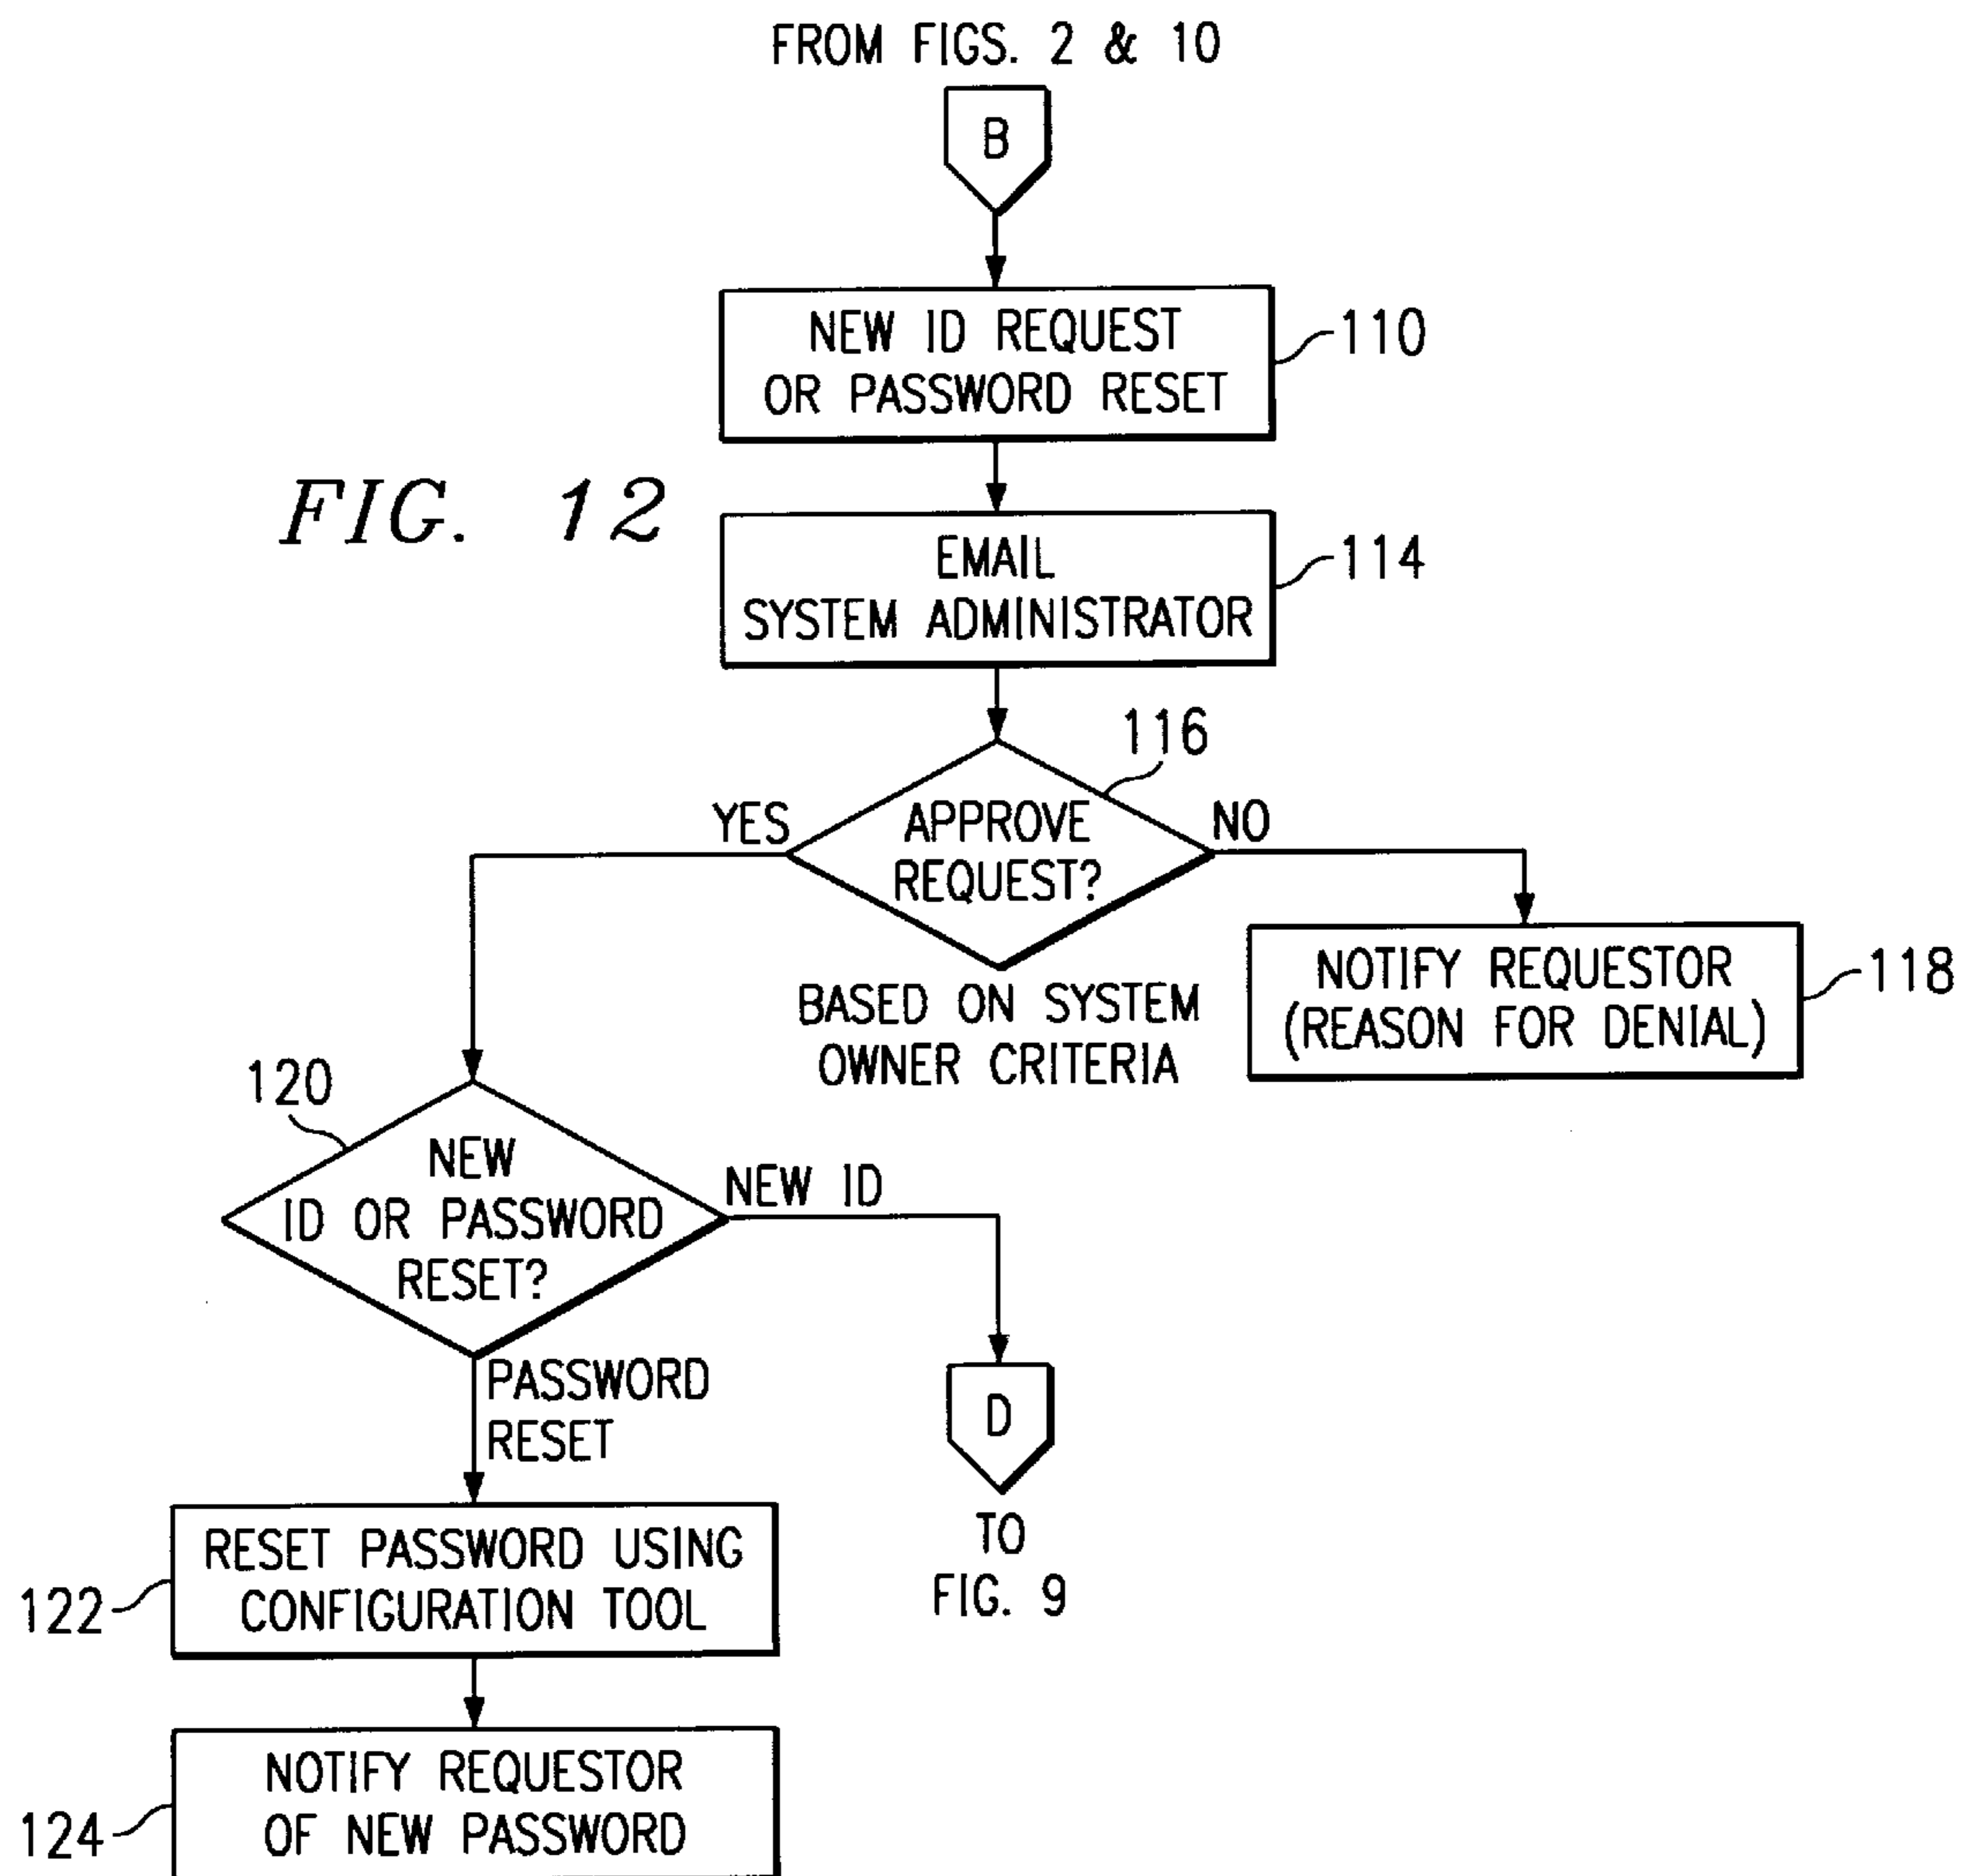 FROM FIGS. 2 & 10
B
NEW ID REQUEST
OR PASSWORD RESET
110
FIG. 12
EMAIL
SYSTEM ADMINISTRATOR
114
116
YES
APPROVE
REQUEST?
NO
BASED ON SYSTEM
OWNER CRITERIA
NOTIFY REQUESTOR
(REASON FOR DENIAL)
118
120
NEW
ID OR PASSWORD
RESET?
NEW ID
PASSWORD
RESET
D
TO
FIG. 9
RESET PASSWORD USING
CONFIGURATION TOOL
122
NOTIFY REQUESTOR
OF NEW PASSWORD
124